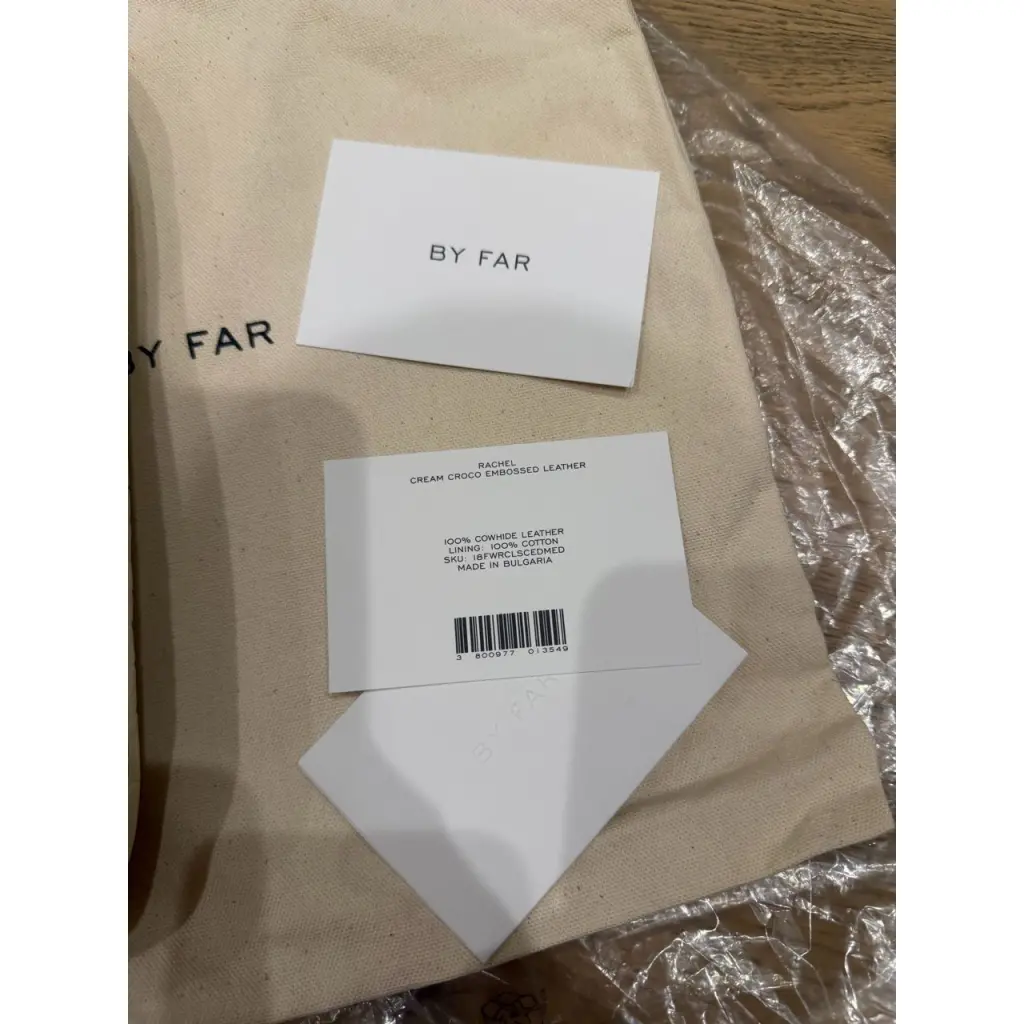 BY FAR
BY FAR
RACHEL
CREAM CROCO EMBOSSED LEATHER
100% COWHIDE LEATHER
LINING: 100% COTTON
SKU: 18FWRCLSCEDMED
MADE IN BULGARIA
3 800977 013549
BY FAR